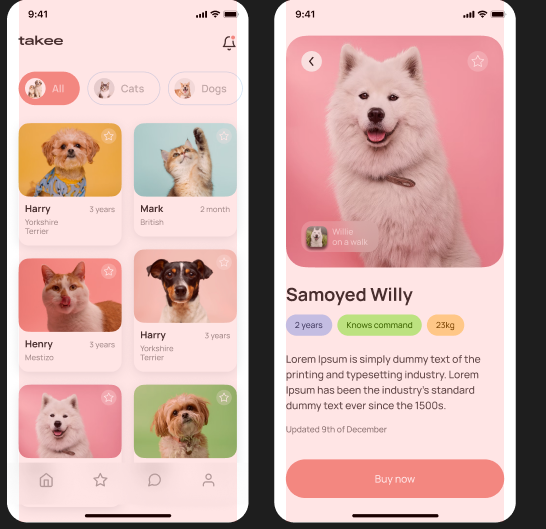 9:41
takee
All
Cats
Dogs
Harry
3 years
Yorkshire
Terrier
Mark
2 month
British
Henry
3 years
Mestizo
Harry
3 years
Yorkshire
Terrier
9:41
Willie
on a walk
Samoyed Willy
2 years
Knows command
23kg
Lorem Ipsum is simply dummy text of the
printing and typesetting industry. Lorem
Ipsum has been the industry's standard
dummy text ever since the 1500s.
Updated 9th of December
Buy now